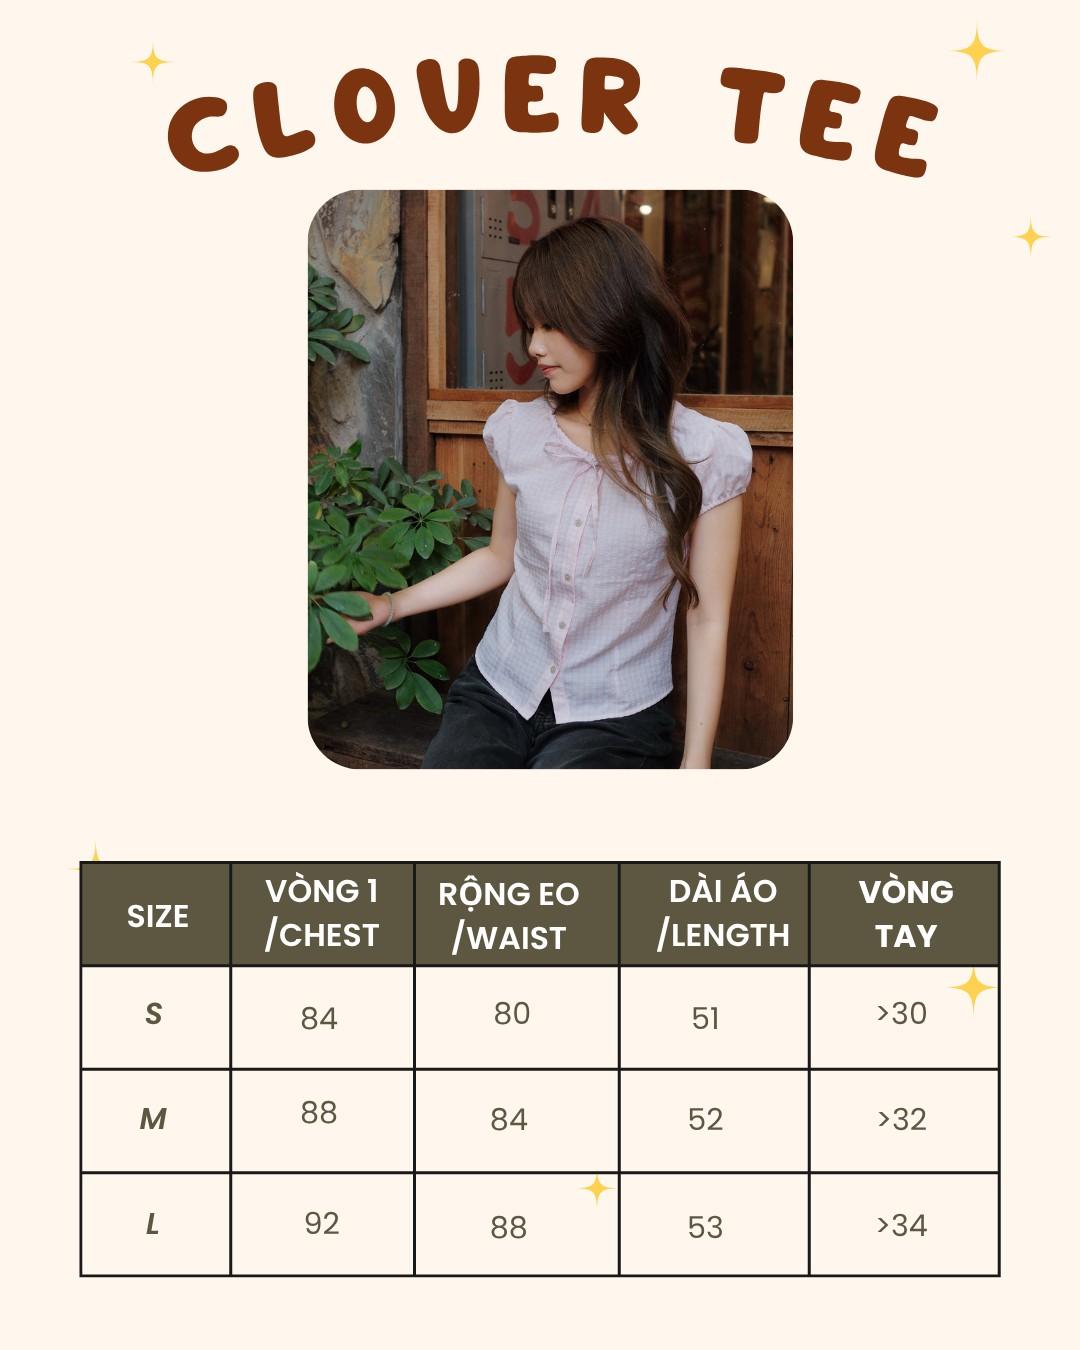 CLOVER TEE
SIZE
VÒNG 1
/CHEST
RỘNG EO
/WAIST
DÀI ÁO
/LENGTH
VÒNG
TAY
S
84
80
51
>30
M
88
84
52
>32
L
92
88
53
>34